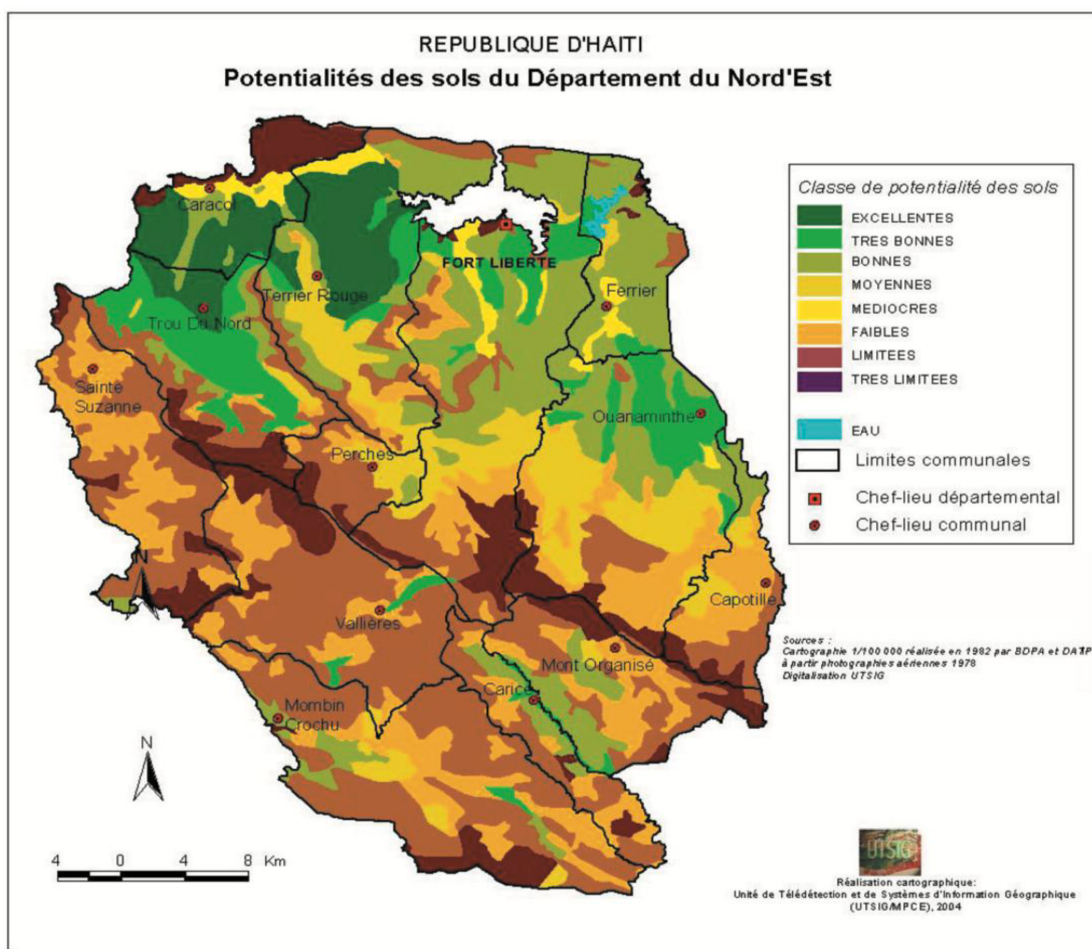 REPUBLIQUE D'HAITI
Potentialités des sols du Département du Nord'Est
Classe de potentialité des sols
EXCELLENTES
TRES BONNES
BONNES
MOYENNES
MEDIOCRES
FAIBLES
LIMITEES
TRES LIMITEES
EAU
Limites communales
Chef-lieu départemental
Chef-lieu communal
Caracol
FORT LIBERTE
Terrier Rouge
Ferrier
Trou Du Nord
Sainte
Suzanne
Ouanaminthe
Perches
N
Capotille
Vallières
Mont Organisé
Carice
Mombin
Crochu
Sources :
Cartographie 1/100 000 réalisée en 1982 par BDPA et DATP
à partir photographies aériennes 1978
Digitalisation UTSIG
N
4 0 4 8 Km
UTSIG
Réalisation cartographique:
Unité de Télédétection et de Systèmes d'Information Géographique
(UTSIG/MPCE), 2004